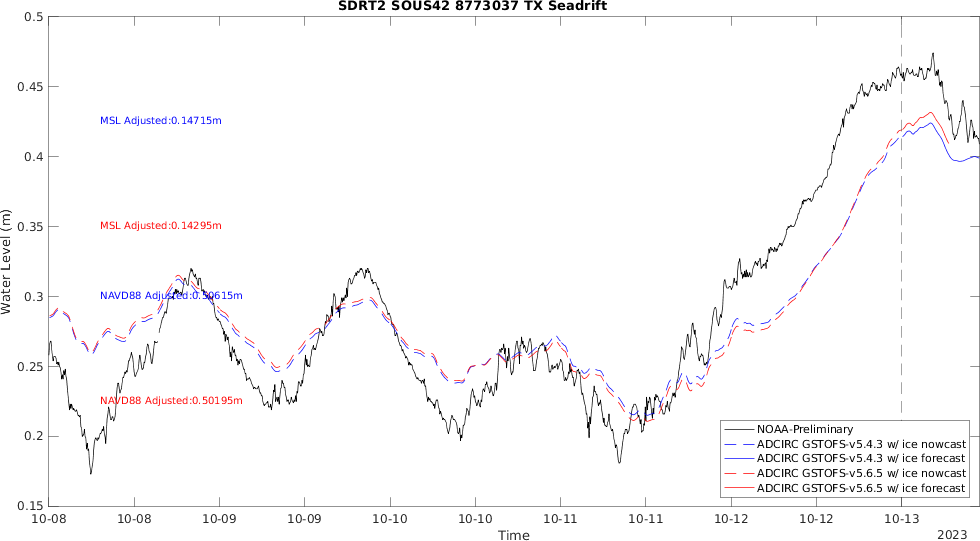 SDRT2 SOUS42 8773037 TX Seadrift
0.5
0.45
0.4
0.35
0.3
0.25
0.2
0.15
Water Level (m)
MSL Adjusted:0.14715m
MSL Adjusted:0.14295m
NAVD88 Adjusted:0.50615m
NAVD88 Adjusted:0.50195m
NOAA-Preliminary
ADCIRC GSTOFS-v5.4.3 w/ ice nowcast
ADCIRC GSTOFS-v5.4.3 w/ ice forecast
ADCIRC GSTOFS-v5.6.5 w/ ice nowcast
ADCIRC GSTOFS-v5.6.5 w/ ice forecast
10-08 10-08 10-09 10-09 10-10 10-10 10-11 10-11 10-12 10-12 10-13
Time
2023